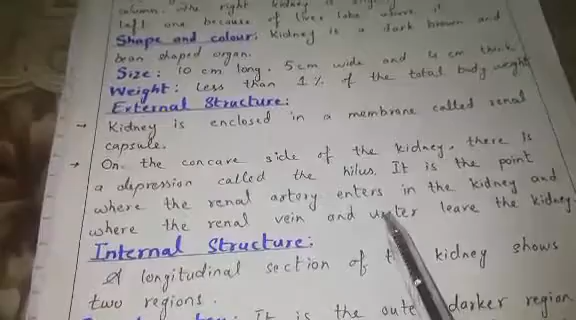 column. The right kidney is
left one because of liver lobe above it
Shape and colour: Kidney is a dark brown and
bean shaped organ.
Size: 10 cm long, 5 cm wide and 4 cm thick
Weight: Less than 1% of the total body weight
External Structure:
→ Kidney is enclosed in a membrane called renal
capsule.
→ On the concave side of the kidney, there is
a depression called the hilus. It is the point
where the renal artery enters in the kidney and
where the renal vein and ureter leave the kidney.
Internal Structure:
A longitudinal section of kidney shows
two regions.
It is the oute darker region